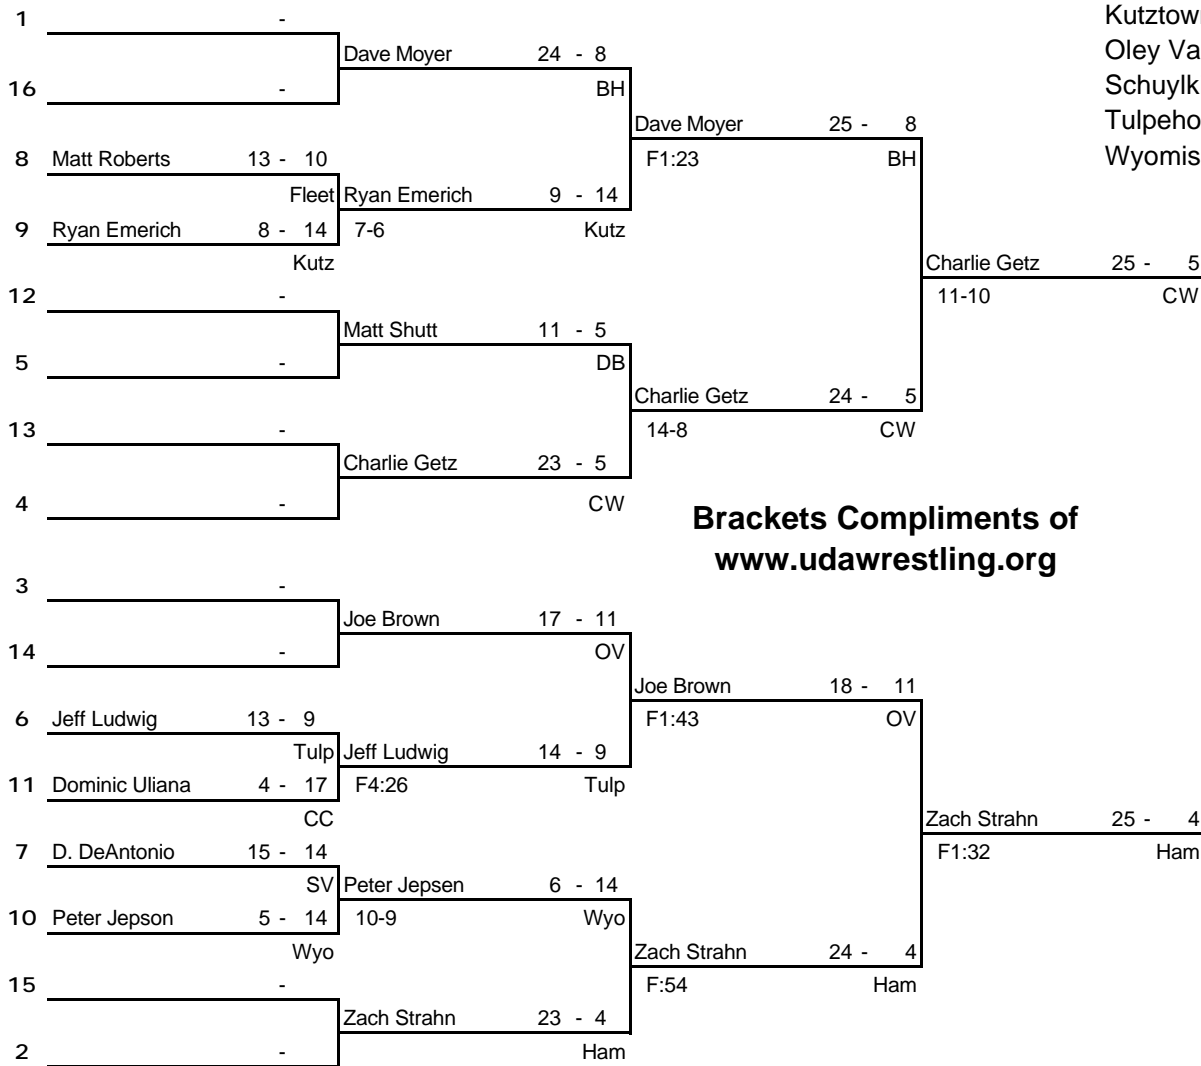 1 -
Kutztow
Dave Moyer 24 - 8
Oley Va
16 - BH
Schuylk
Dave Moyer 25 - 8
Tulpeho
8 Matt Roberts 13 - 10 F1:23 BH
Wyomis
Fleet Ryan Emerich 9 - 14
9 Ryan Emerich 8 - 14 7-6 Kutz
Kutz
Charlie Getz 25 - 5
12 - 11-10 CW
Matt Shutt 11 - 5
5 - DB
Charlie Getz 24 - 5
13 - 14-8 CW
Charlie Getz 23 - 5
4 - CW
Brackets Compliments of
www.udawrestling.org
3 -
Joe Brown 17 - 11
14 - OV
Joe Brown 18 - 11
6 Jeff Ludwig 13 - 9 F1:43 OV
Tulp Jeff Ludwig 14 - 9
11 Dominic Uliana 4 - 17 F4:26 Tulp
CC
Zach Strahn 25 - 4
7 D. DeAntonio 15 - 14 F1:32 Ham
SV Peter Jepsen 6 - 14
10 Peter Jepson 5 - 14 10-9 Wyo
Wyo
Zach Strahn 24 - 4
15 - F:54 Ham
Zach Strahn 23 - 4
2 - Ham